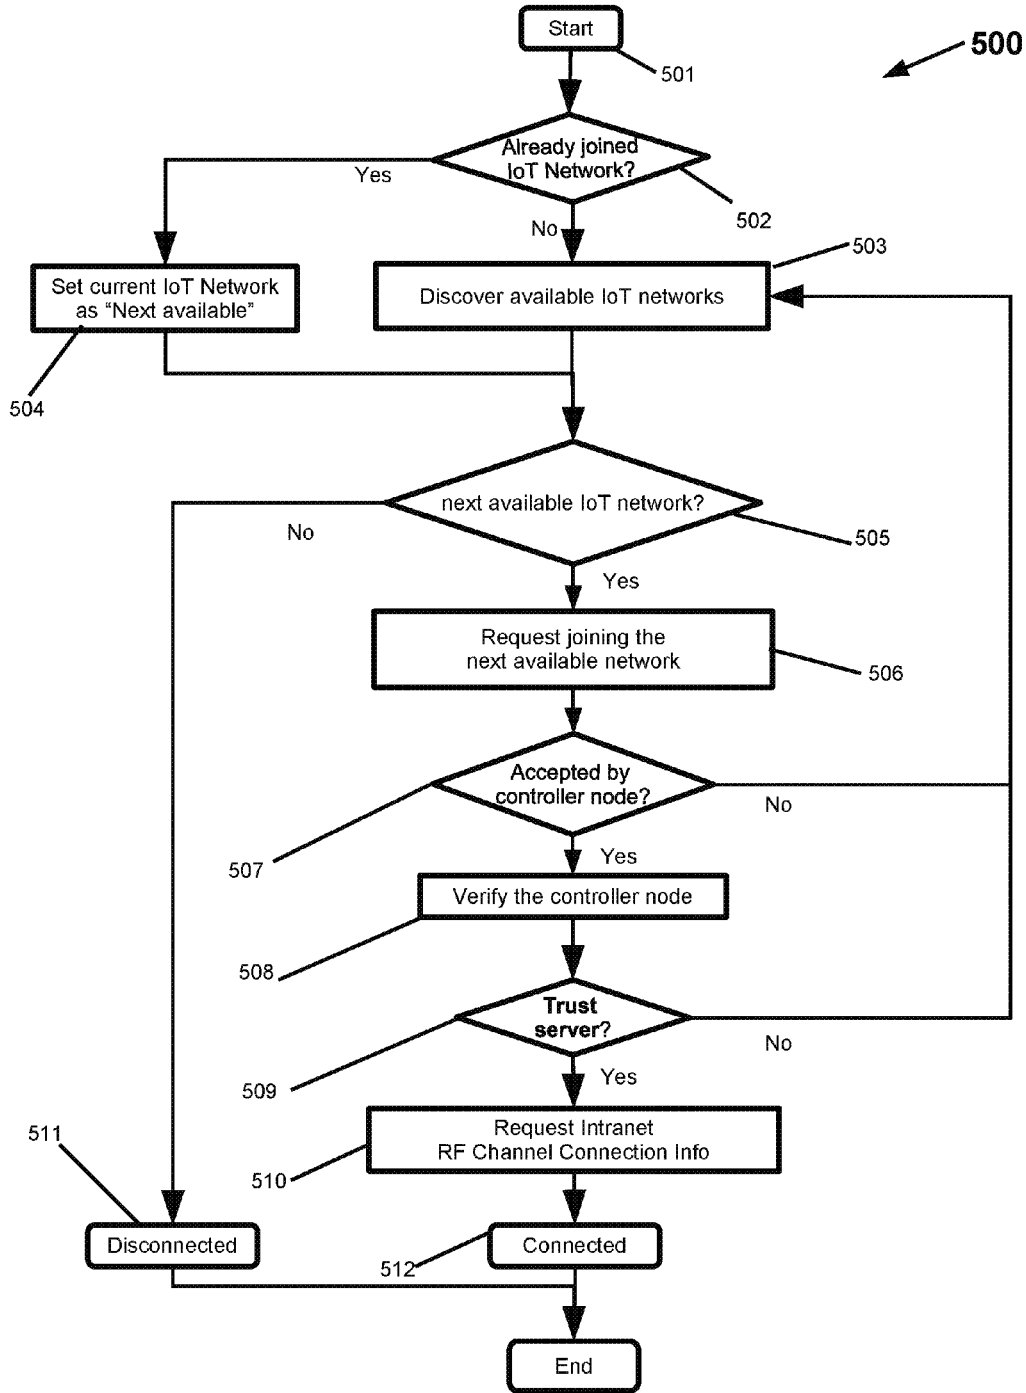 Start
500
501
Already joined
IoT Network?
Yes
502
No
503
Set current IoT Network
as “Next available”
Discover available IoT networks
504
next available IoT network?
No
505
Yes
Request joining the
next available network
506
Accepted by
controller node?
No
507
Yes
Verify the controller node
508
Trust
server?
No
509
Yes
511
Request Intranet
RF Channel Connection Info
510
Disconnected
Connected
512
End